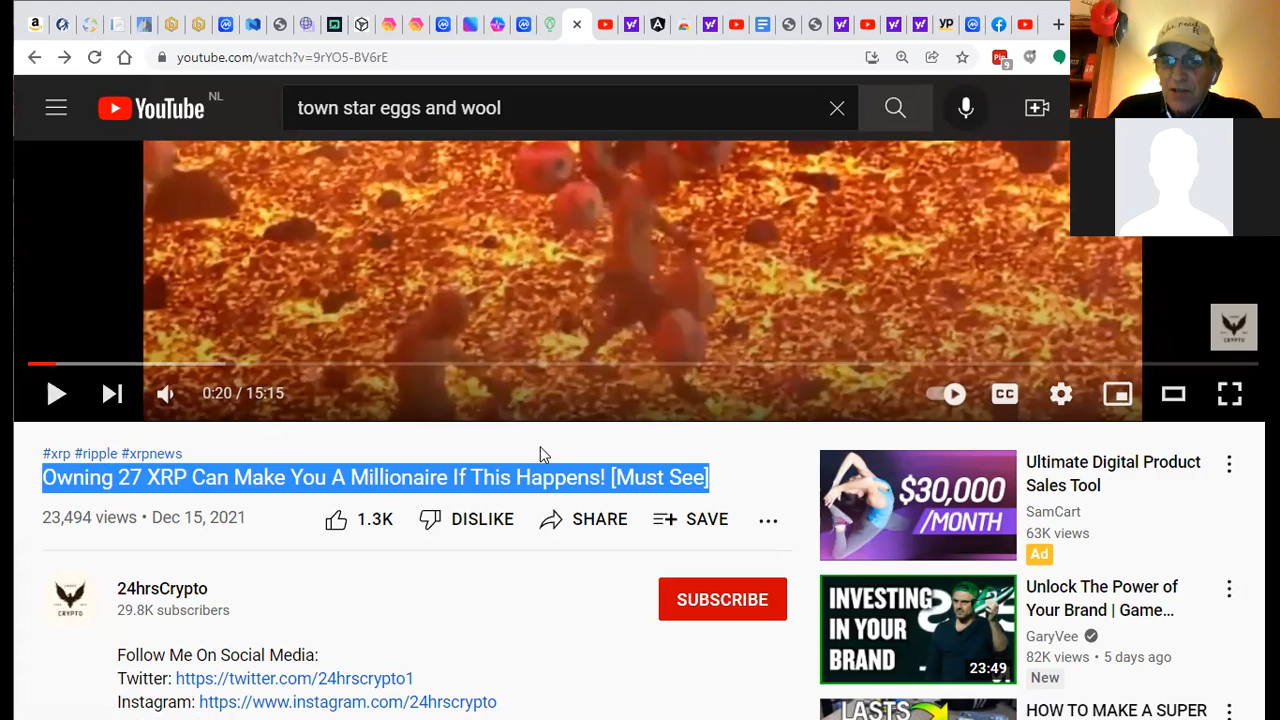 youtube.com/watch?v=9rYO5-BV6rE
9
YouTube NL
town star eggs and wool
CRYPTO
0:20 / 15:15
CC
#xrp #ripple #xrpnews
Owning 27 XRP Can Make You A Millionaire If This Happens! [Must See]
23,494 views • Dec 15, 2021
1.3K
DISLIKE
SHARE
SAVE
CRYPTO
24hrsCrypto
29.8K subscribers
SUBSCRIBE
Follow Me On Social Media:
Twitter: https://twitter.com/24hrscrypto1
Instagram: https://www.instagram.com/24hrscrypto
$30,000
/MONTH
Ultimate Digital Product
Sales Tool
SamCart
63K views
Ad
INVESTING
IN YOUR
BRAND
23:49
Unlock The Power of
Your Brand | Game...
GaryVee
82K views • 5 days ago
New
LASTS
HOW TO MAKE A SUPER